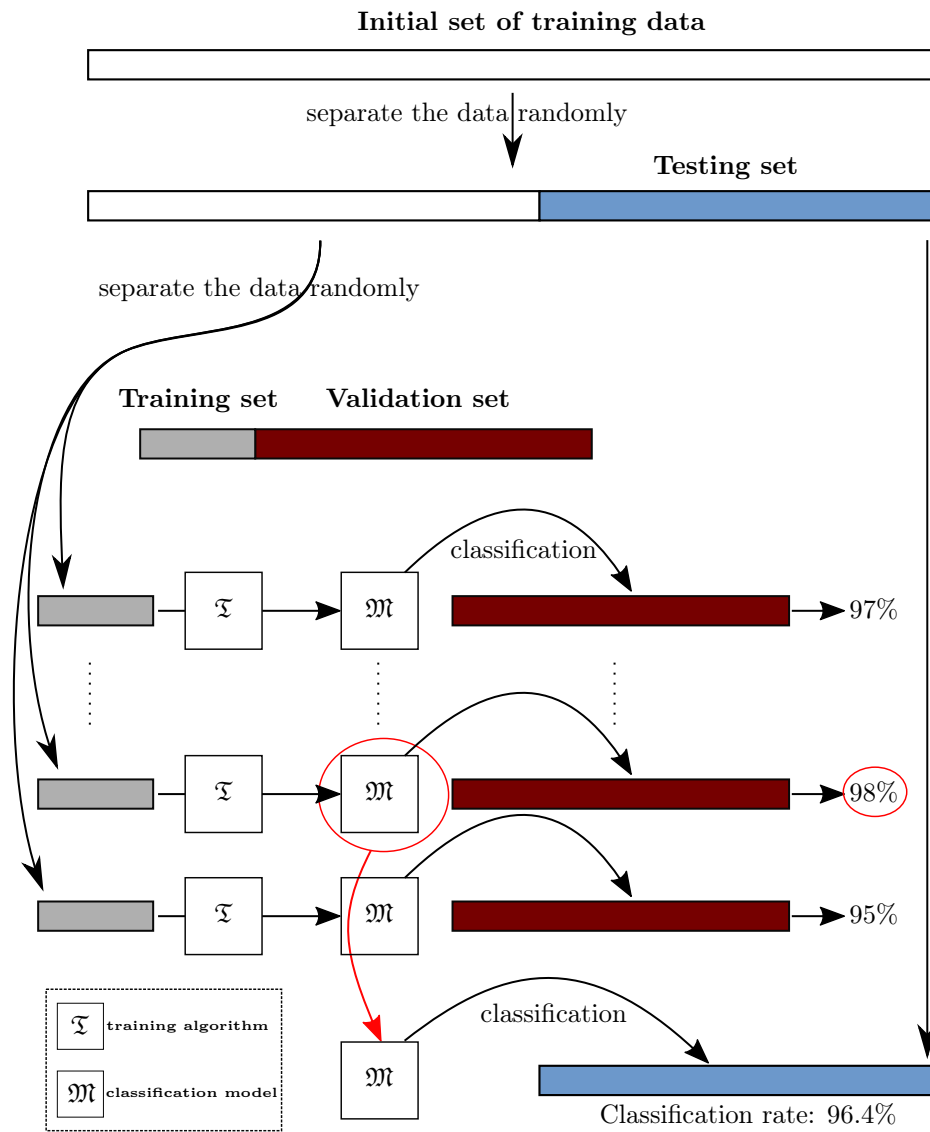 Initial set of training data
separate the data randomly
Testing set
separate the data randomly
Training set
Validation set
classification
𝔗
𝔐
97%
𝔗
𝔐
98%
𝔗
𝔐
95%
𝔗 training algorithm
𝔐 classification model
classification
𝔐
Classification rate: 96.4%